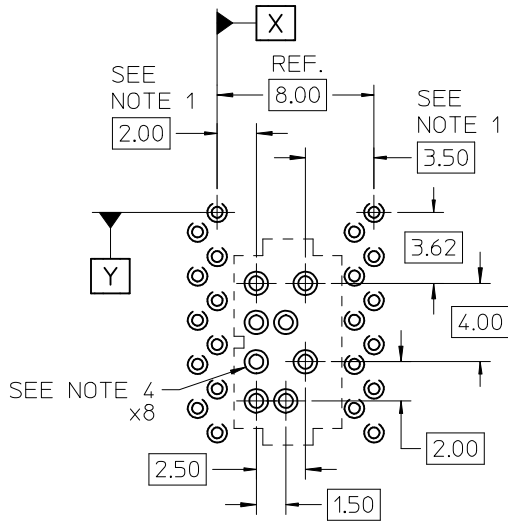 X
REF.
8.00
SEE
NOTE 1
2.00
SEE
NOTE 1
3.50
3.62
Y
4.00
SEE NOTE 4
x8
2.00
2.50
1.50